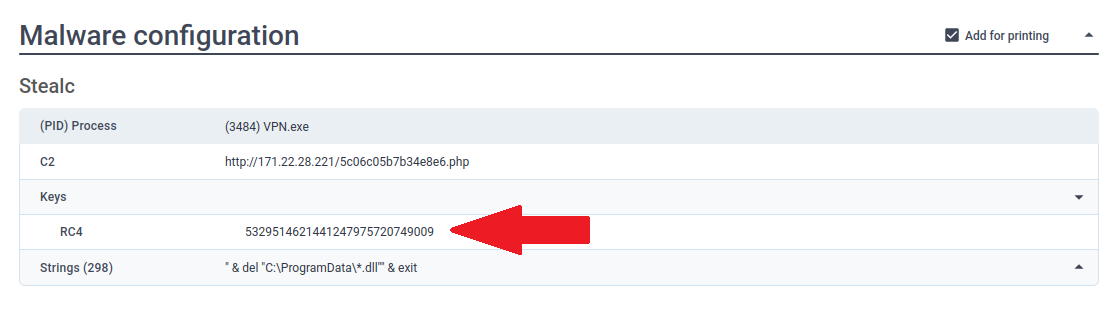 Malware configuration
Add for printing
Stealc
(PID) Process (3484) VPN.exe
C2 http://171.22.28.221/5c06c05b7b34e8e6.php
Keys
RC4 5329514621441247975720749009
Strings (298) " & del "C:\ProgramData\*.dll"" & exit